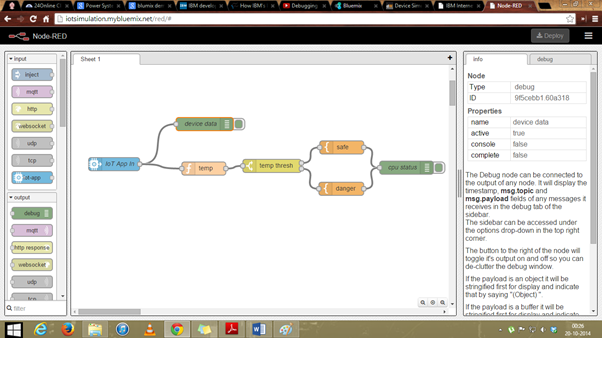 24Online Cl
Power System
blumix dem
IBM develop
How IBM's
Debugging
Bluemix
Device Sim
IBM Intern
Node-RED
iotsimulation.mybluemix.net/red/#
Node-RED
Deploy
input
inject
mqtt
http
websocket
udp
tcp
output
debug
mqtt
http response
websocket
udp
tcp
filter
Sheet 1
device data
IoT App In
temp
temp thresh
safe
danger
cpu status
info
debug
Node
Type debug
ID 9f5cebb1.60a318
Properties
name device data
active true
console false
complete false
The Debug node can be connected to
the output of any node. It will display the
timestamp, msg.topic and
msg.payload fields of any messages it
receives in the debug tab of the
sidebar.
The sidebar can be accessed under
the options drop-down in the top right
corner.
The button to the right of the node will
toggle it's output on and off so you can
de-clutter the debug window.
If the payload is an object it will be
stringified first for display and indicate
that by saying "(Object) ".
If the payload is a buffer it will be
stringified first for display and indicate
00:26
20-10-2014